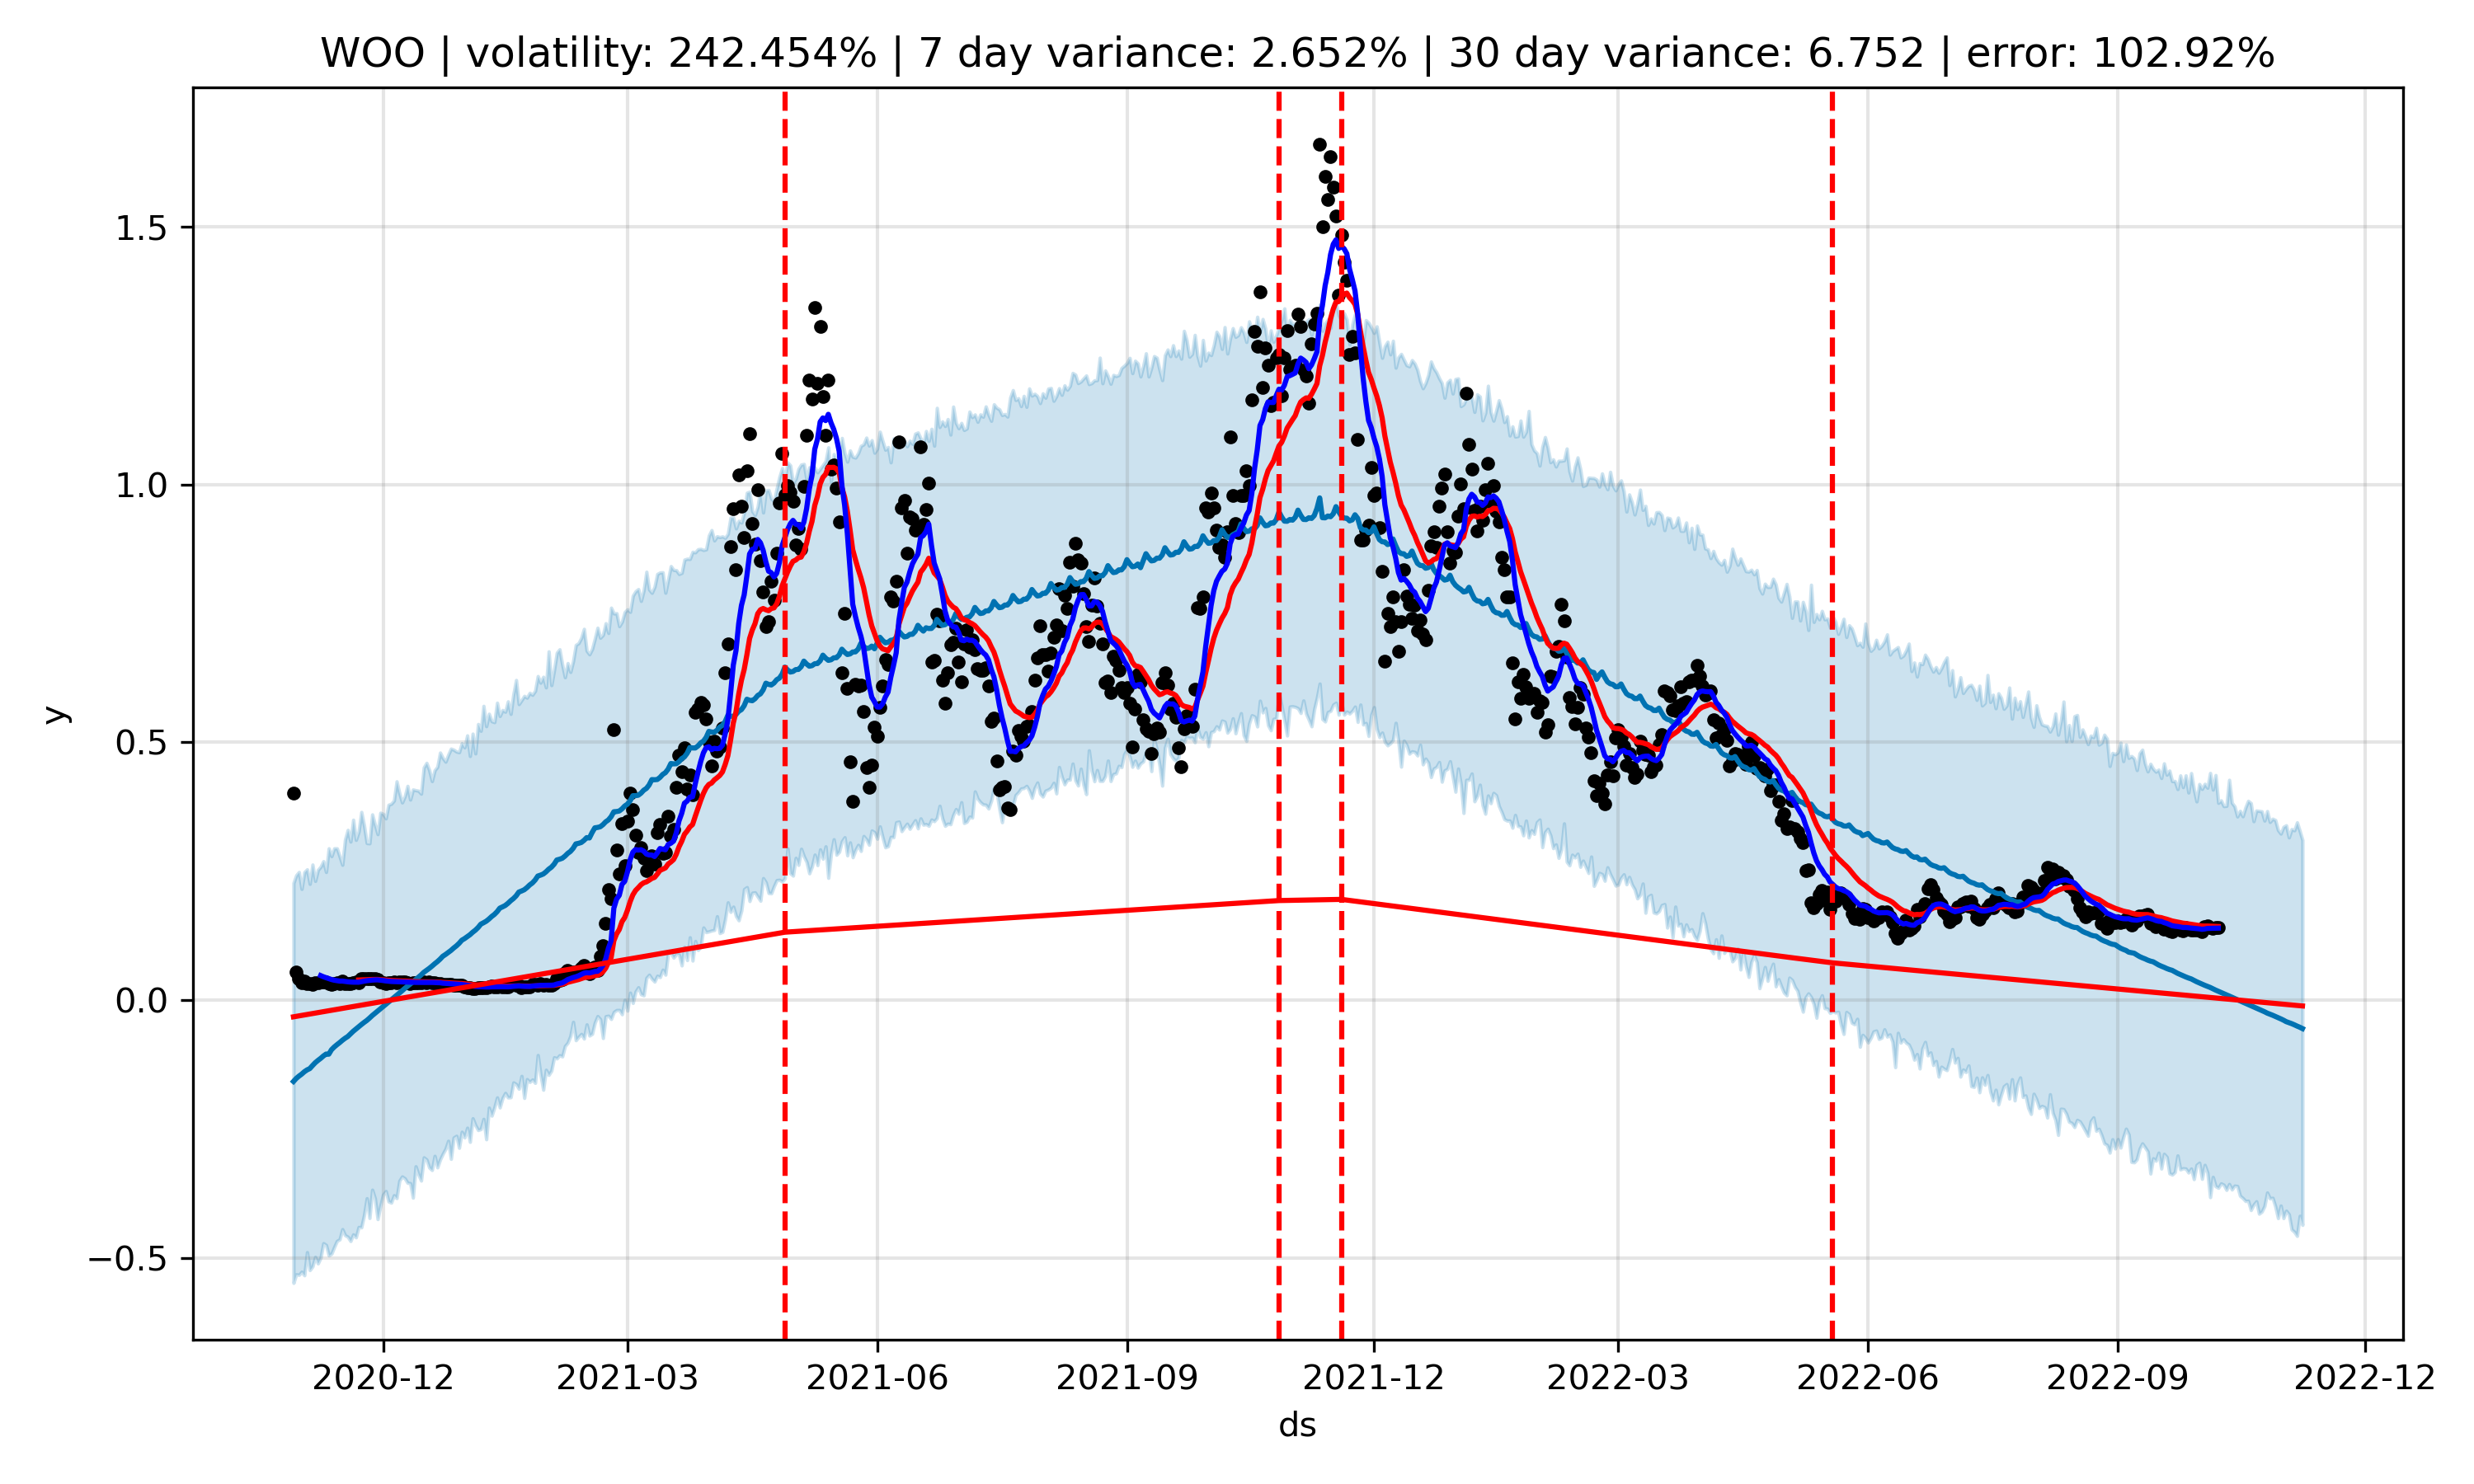 WOO | volatility: 242.454% | 7 day variance: 2.652% | 30 day variance: 6.752 | error: 102.92%
1.5
1.0
y
0.5
0.0
−0.5
2020-12 2021-03 2021-06 2021-09 2021-12 2022-03 2022-06 2022-09 2022-12
ds